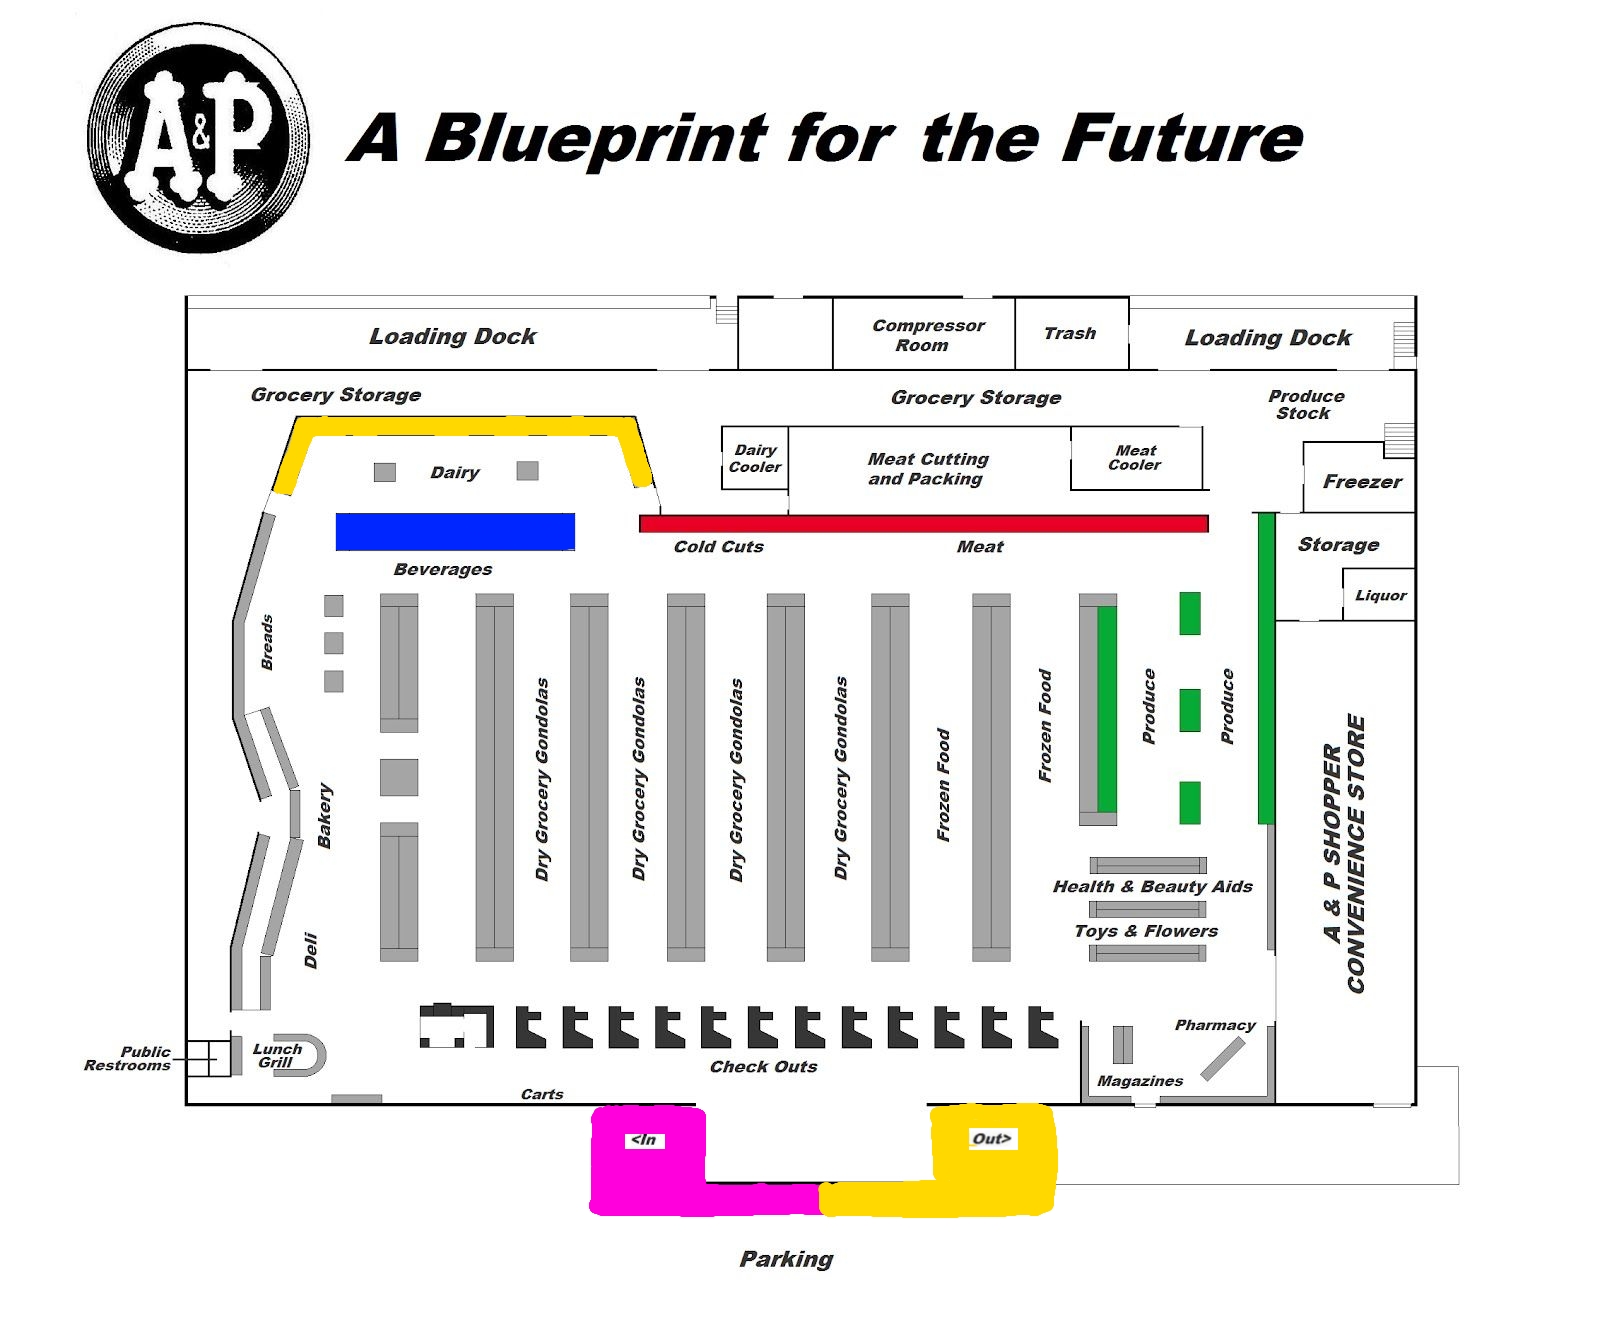 A&P
A Blueprint for the Future
Loading Dock
Compressor
Room
Trash
Loading Dock
Grocery Storage
Grocery Storage
Produce
Stock
Dairy
Dairy
Cooler
Meat Cutting
and Packing
Meat
Cooler
Freezer
Cold Cuts
Meat
Storage
Beverages
Liquor
Breads
Bakery
Deli
Dry Grocery Gondolas
Dry Grocery Gondolas
Dry Grocery Gondolas
Dry Grocery Gondolas
Frozen Food
Frozen Food
Produce
Produce
A & P SHOPPER
CONVENIENCE STORE
Health & Beauty Aids
Toys & Flowers
Pharmacy
Public
Restrooms
Lunch
Grill
Check Outs
Magazines
Carts
<In
Out>
Parking